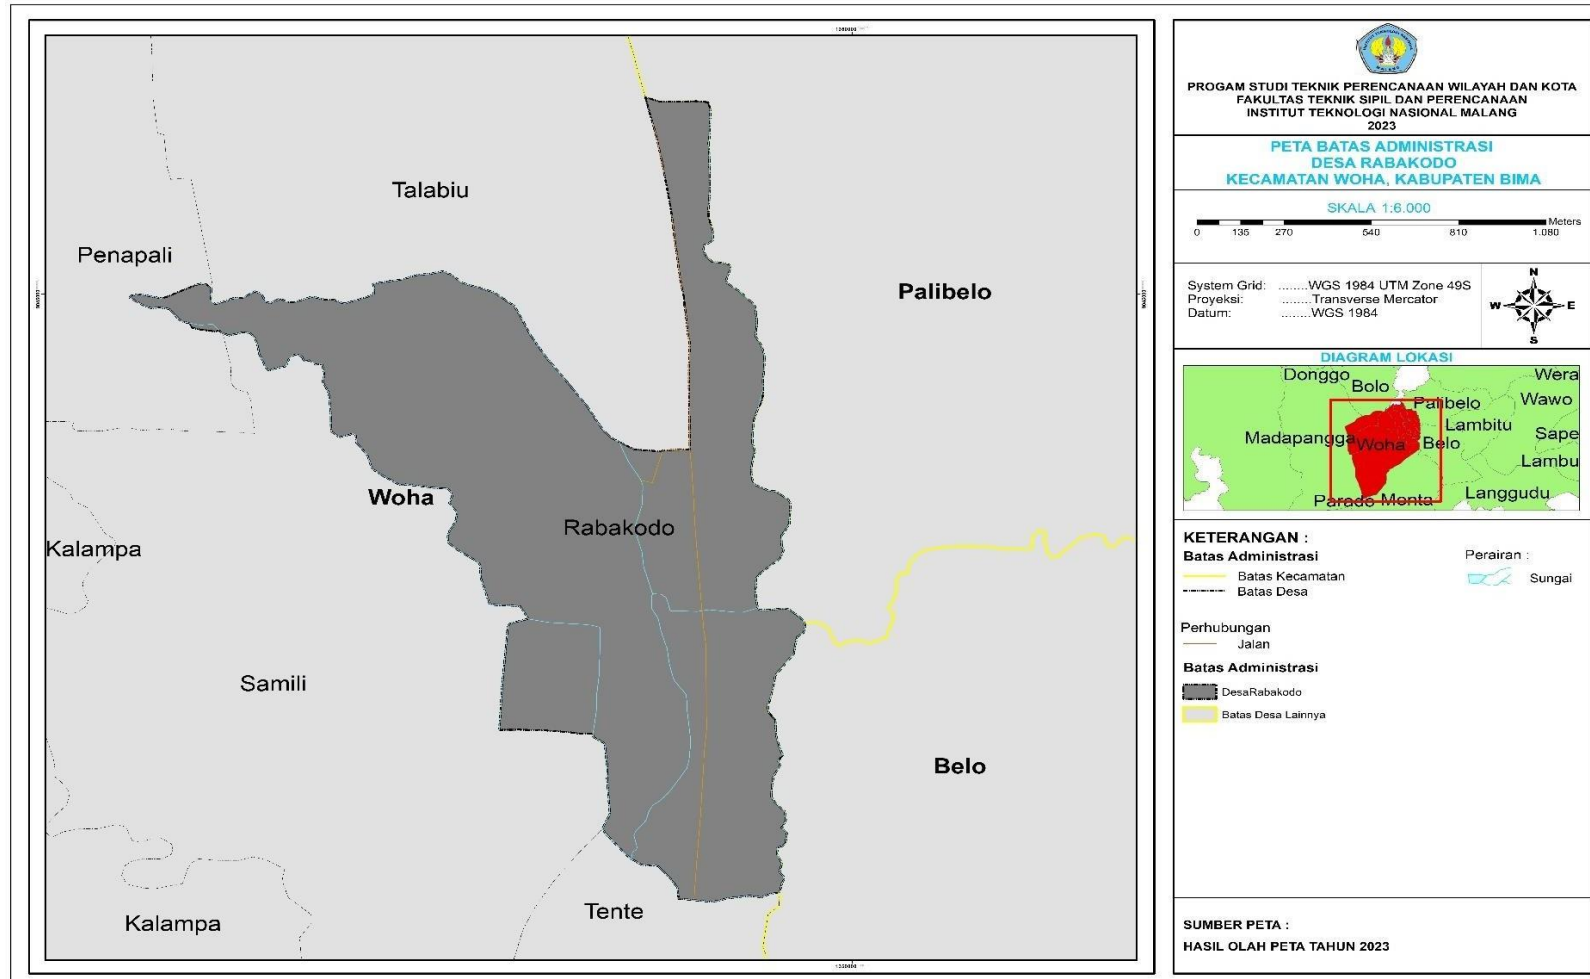 Talabiu
Penapali
Palibelo
Woha
Rabakodo
Kalampa
Samili
Belo
Tente
Kalampa
MALANG
PROGAM STUDI TEKNIK PERENCANAAN WILAYAH DAN KOTA
FAKULTAS TEKNIK SIPIL DAN PERENCANAAN
INSTITUT TEKNOLOGI NASIONAL MALANG
2023
PETA BATAS ADMINISTRASI
DESA RABAKODO
KECAMATAN WOHA, KABUPATEN BIMA
SKALA 1:6.000
Meters
0 135 270 540 810 1.080
System Grid: ........WGS 1984 UTM Zone 49S
Proyeksi: ........Transverse Mercator
Datum: ........WGS 1984
N
W E
S
DIAGRAM LOKASI
Donggo Bolo Wera
Palibelo Wawo
Madapangga Woha Belo Lambitu Sape
Lambu
Parado Monta Langgudu
KETERANGAN :
Batas Administrasi
Batas Kecamatan
Batas Desa
Perairan :
Sungai
Perhubungan
Jalan
Batas Administrasi
DesaRabakodo
Batas Desa Lainnya
SUMBER PETA :
HASIL OLAH PETA TAHUN 2023